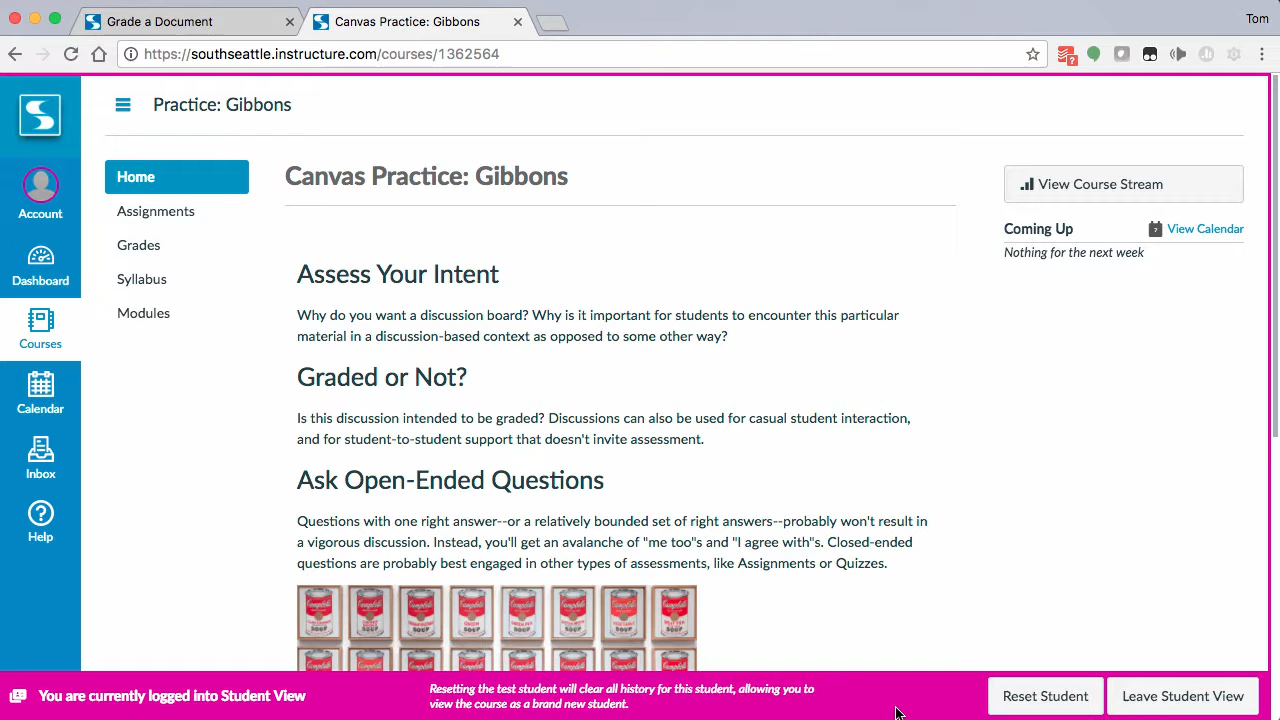 Grade a Document
Canvas Practice: Gibbons
Tom
https://southseattle.instructure.com/courses/1362564
Practice: Gibbons
Account
Dashboard
Courses
Calendar
Inbox
Help
Home
Assignments
Grades
Syllabus
Modules
Canvas Practice: Gibbons
Assess Your Intent
Why do you want a discussion board? Why is it important for students to encounter this particular
material in a discussion-based context as opposed to some other way?
Graded or Not?
Is this discussion intended to be graded? Discussions can also be used for casual student interaction,
and for student-to-student support that doesn't invite assessment.
Ask Open-Ended Questions
Questions with one right answer--or a relatively bounded set of right answers--probably won't result in
a vigorous discussion. Instead, you'll get an avalanche of "me too"s and "I agree with"s. Closed-ended
questions are probably best engaged in other types of assessments, like Assignments or Quizzes.
View Course Stream
Coming Up
View Calendar
Nothing for the next week
You are currently logged into Student View
Resetting the test student will clear all history for this student, allowing you to
view the course as a brand new student.
Reset Student
Leave Student View